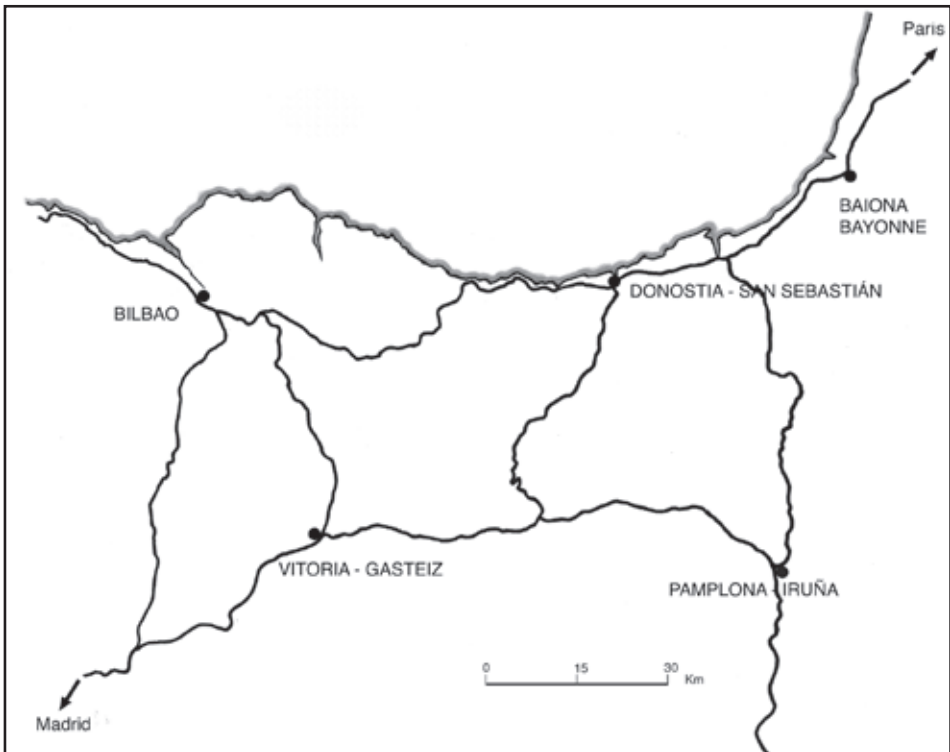 Paris
BAIONA
BAYONNE
DONOSTIA - SAN SEBASTIÁN
BILBAO
VITORIA - GASTEIZ
PAMPLONA - IRUÑA
0 15 30
Km
Madrid